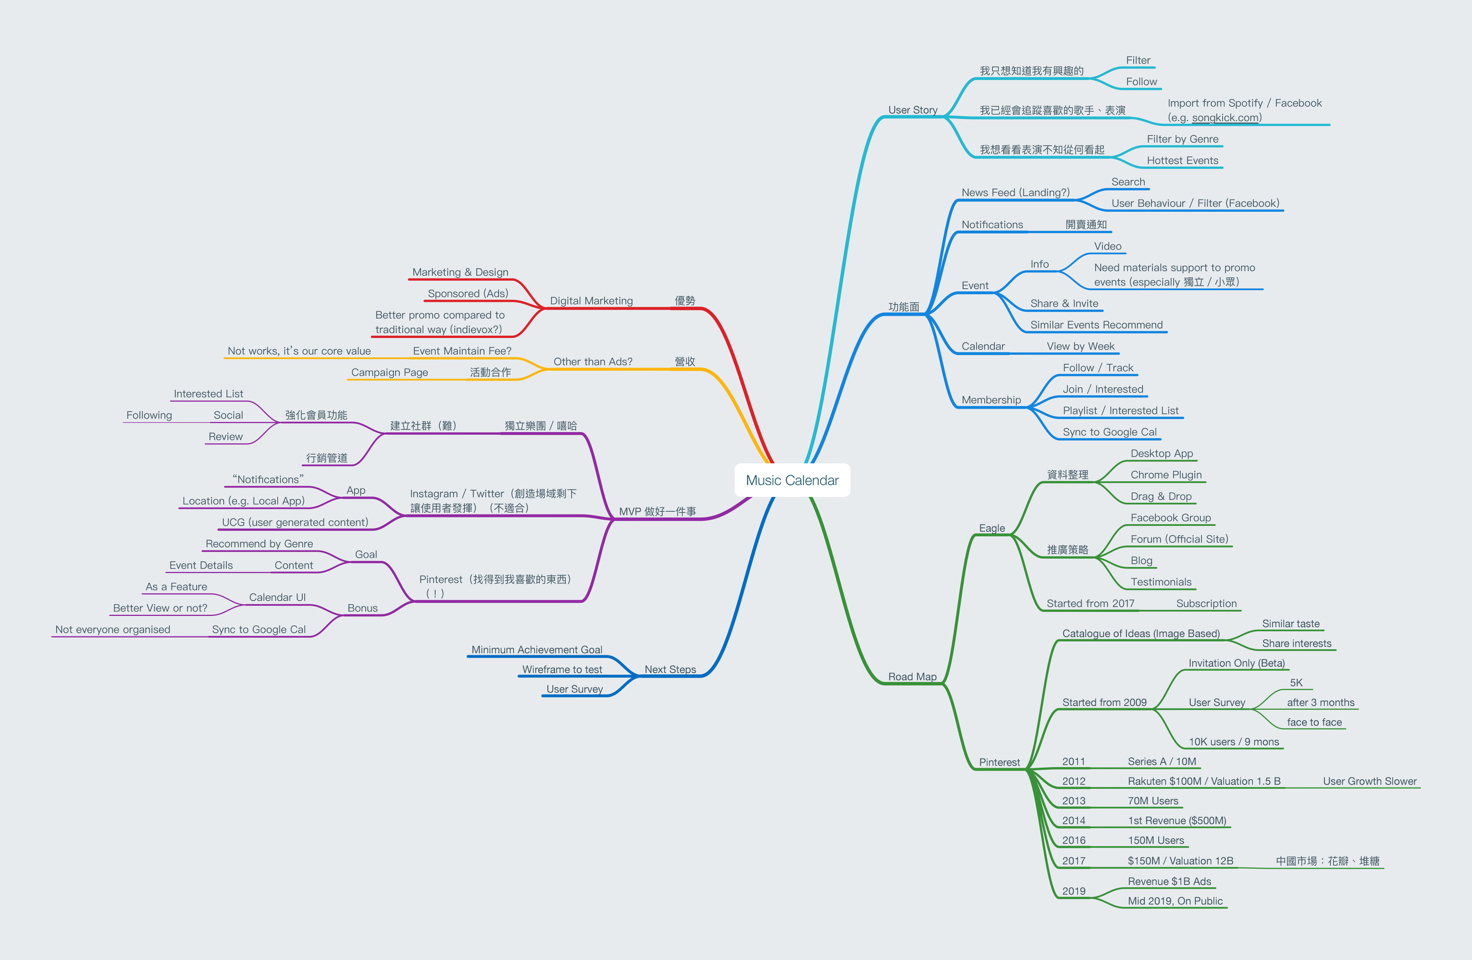 Music Calendar
User Story
我只想知道我有興趣的
Filter
Follow
我已經會追蹤喜歡的歌手、表演
Import from Spotify / Facebook
(e.g. songkick.com)
我想看看表演不知從何看起
Filter by Genre
Hottest Events
功能面
News Feed (Landing?)
Search
User Behaviour / Filter (Facebook)
Notifications
開賣通知
Event
Info
Video
Need materials support to promo
events (especially 獨立 / 小眾)
Share & Invite
Similar Events Recommend
Calendar
View by Week
Membership
Follow / Track
Join / Interested
Playlist / Interested List
Sync to Google Cal
Road Map
Eagle
資料整理
Desktop App
Chrome Plugin
Drag & Drop
推廣策略
Facebook Group
Forum (Official Site)
Blog
Testimonials
Started from 2017
Subscription
Pinterest
Catalogue of Ideas (Image Based)
Similar taste
Share interests
Started from 2009
Invitation Only (Beta)
User Survey
5K
after 3 months
face to face
10K users / 9 mons
2011
Series A / 10M
2012
Rakuten $100M / Valuation 1.5 B
User Growth Slower
2013
70M Users
2014
1st Revenue ($500M)
2016
150M Users
2017
$150M / Valuation 12B
中國市場：花瓣、堆糖
2019
Revenue $1B Ads
Mid 2019, On Public
優勢
Digital Marketing
Marketing & Design
Sponsored (Ads)
Better promo compared to
traditional way (indievox?)
營收
Other than Ads?
Event Maintain Fee?
Not works, it's our core value
活動合作
Campaign Page
MVP 做好一件事
獨立樂團 / 嘻哈
建立社群（難）
強化會員功能
Interested List
Social
Following
Review
行銷管道
Instagram / Twitter（創造場域剩下
讓使用者發揮）（不適合）
App
“Notifications”
Location (e.g. Local App)
UCG (user generated content)
Pinterest（找得到我喜歡的東西）
（！）
Goal
Recommend by Genre
Content
Event Details
Bonus
Calendar UI
As a Feature
Better View or not?
Sync to Google Cal
Not everyone organised
Next Steps
Minimum Achievement Goal
Wireframe to test
User Survey